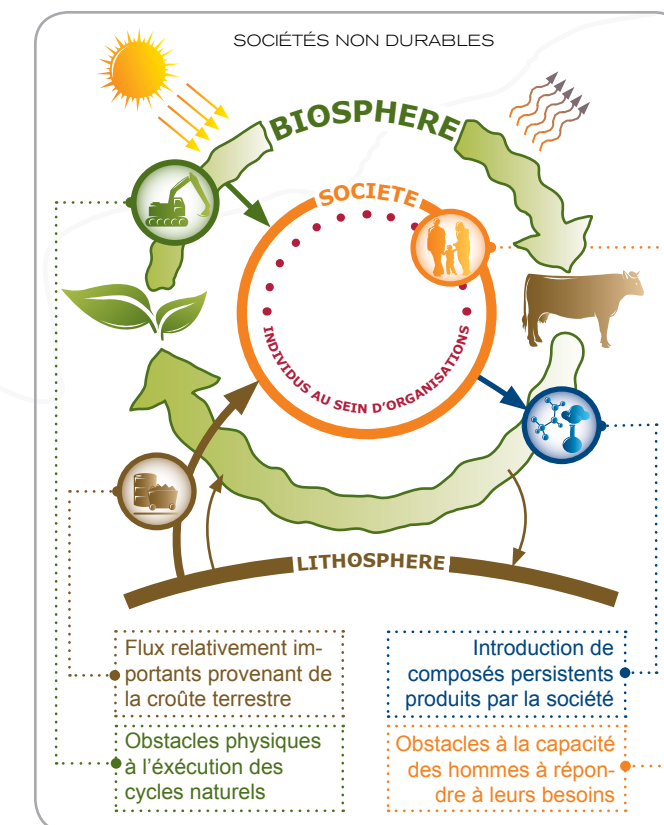 SOCIÉTÉS NON DURABLES
BIOSPHERE
SOCIETE
INDIVIDUS AU SEIN D'ORGANISATIONS
LITHOSPHERE
Flux relativement im-
portants provenant de
la croûte terrestre
Introduction de
composés persistents
produits par la société
Obstacles physiques
à l'éxécution des
cycles naturels
Obstacles à la capacité
des hommes à répon-
dre à leurs besoins